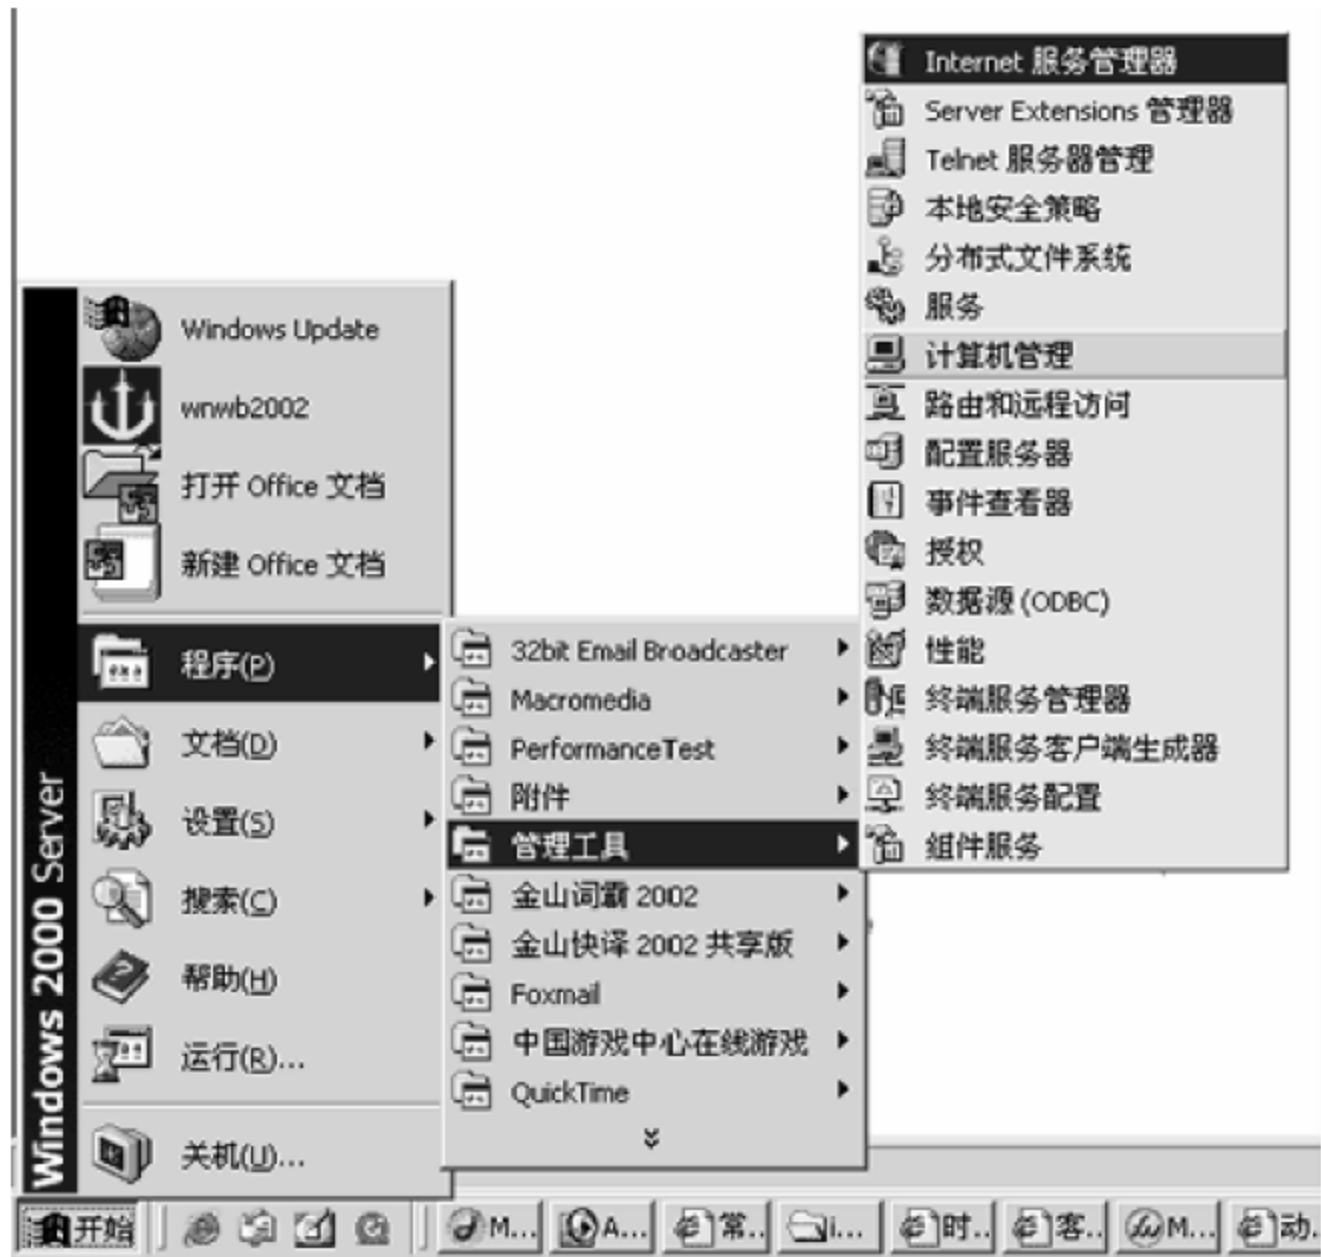 Internet 服务管理器
Server Extensions 管理器
Telnet 服务器管理
本地安全策略
分布式文件系统
服务
计算机管理
路由和远程访问
配置服务器
事件查看器
授权
数据源 (ODBC)
性能
终端服务管理器
终端服务客户端生成器
终端服务配置
组件服务
Windows Update
wnwb2002
打开 Office 文档
新建 Office 文档
程序(P)
文档(D)
设置(S)
搜索(C)
帮助(H)
运行(R)...
关机(U)...
Windows 2000 Server
32bit Email Broadcaster
Macromedia
PerformanceTest
附件
管理工具
金山词霸 2002
金山快译 2002 共享版
Foxmail
中国游戏中心在线游戏
QuickTime
开始 M... A... 常.. i... 时.. 客.. M... 动.